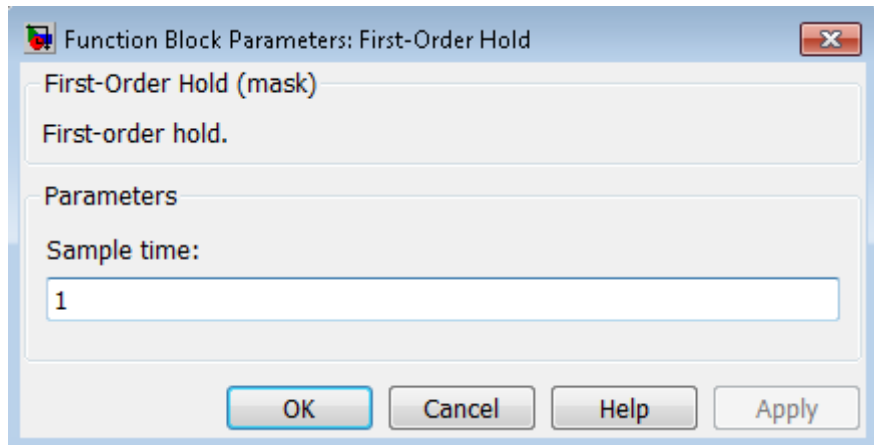 Function Block Parameters: First-Order Hold
First-Order Hold (mask)
First-order hold.
Parameters
Sample time:
1
OK Cancel Help Apply